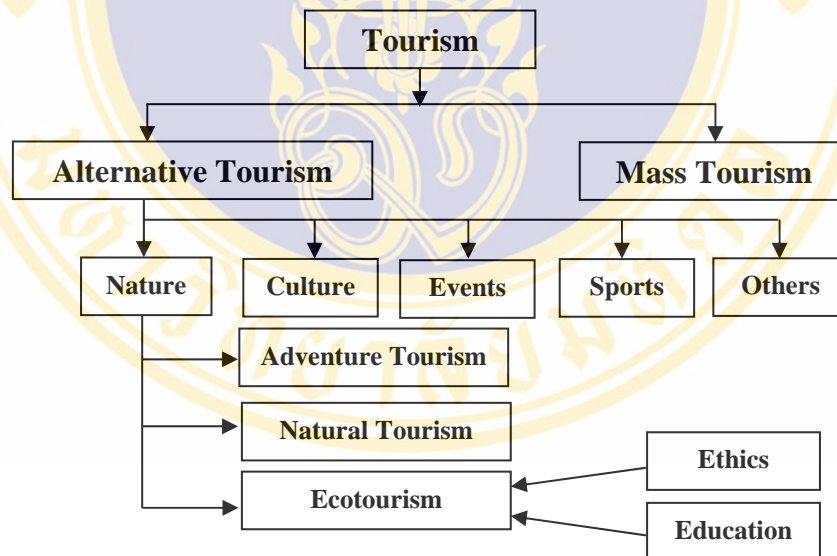 Tourism
Alternative Tourism
Mass Tourism
Nature
Culture
Events
Sports
Others
Adventure Tourism
Natural Tourism
Ecotourism
Ethics
Education